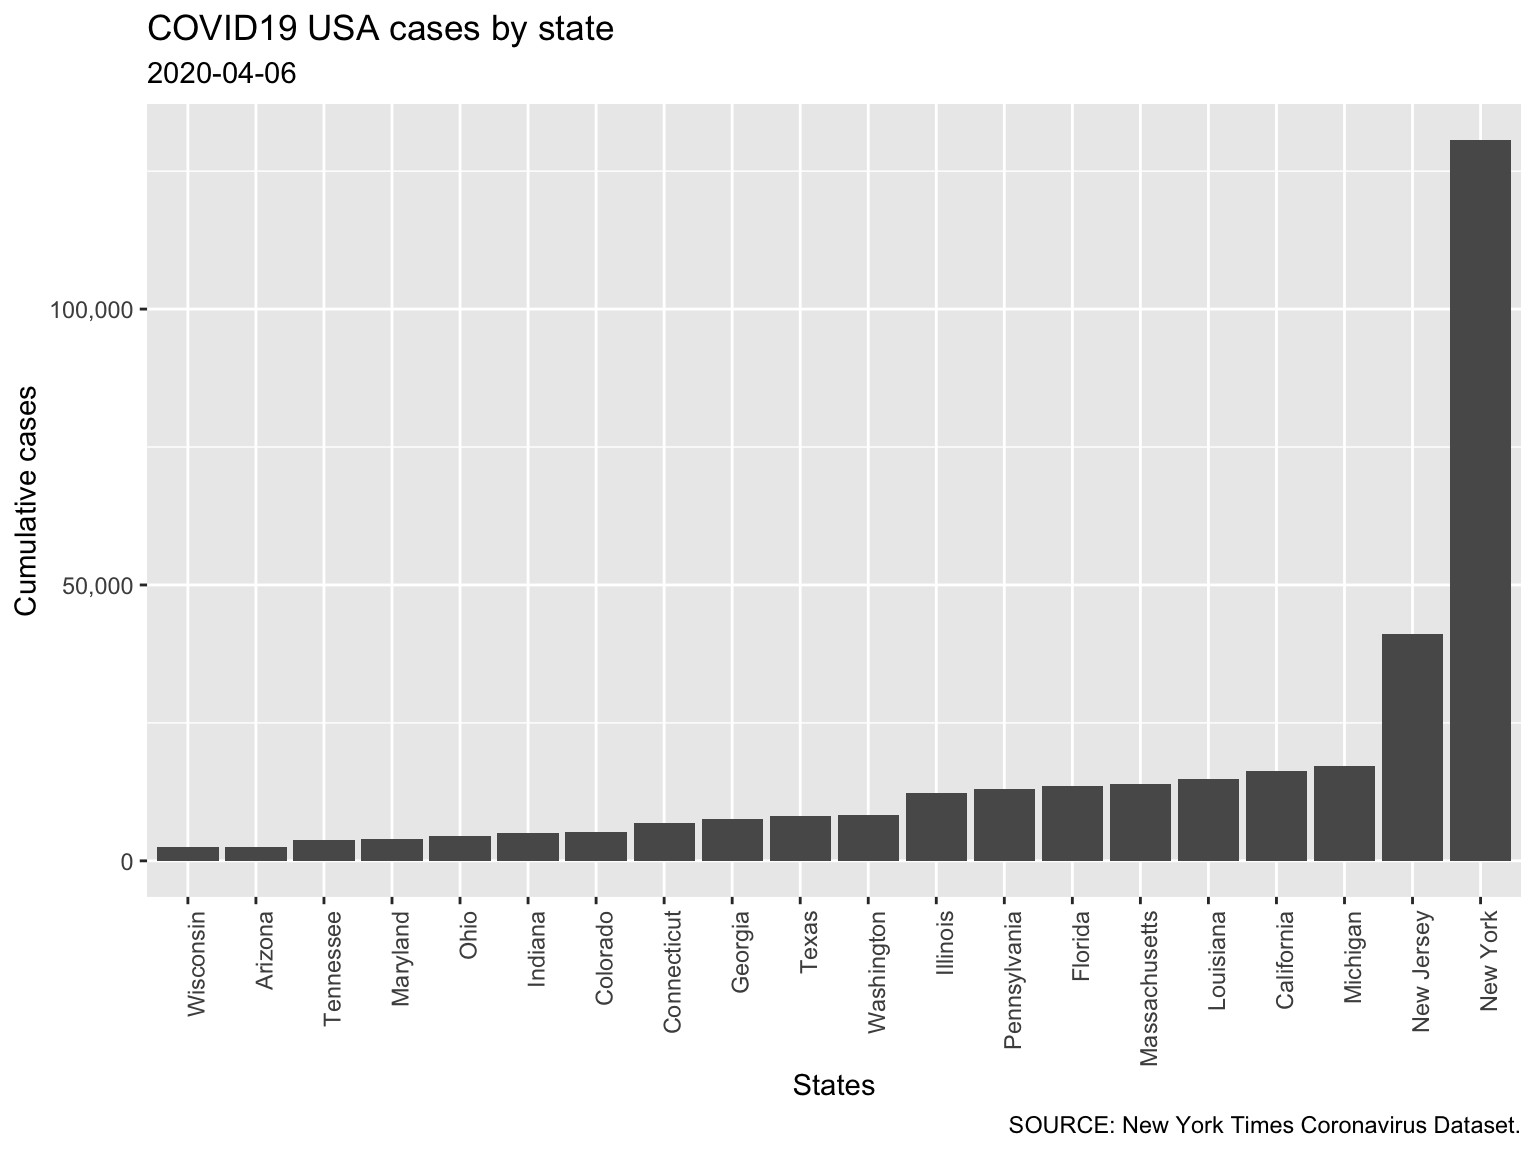 COVID19 USA cases by state
2020-04-06
Cumulative cases
100,000
50,000
0
Wisconsin
Arizona
Tennessee
Maryland
Ohio
Indiana
Colorado
Connecticut
Georgia
Texas
Washington
Illinois
Pennsylvania
Florida
Massachusetts
Louisiana
California
Michigan
New Jersey
New York
States
SOURCE: New York Times Coronavirus Dataset.